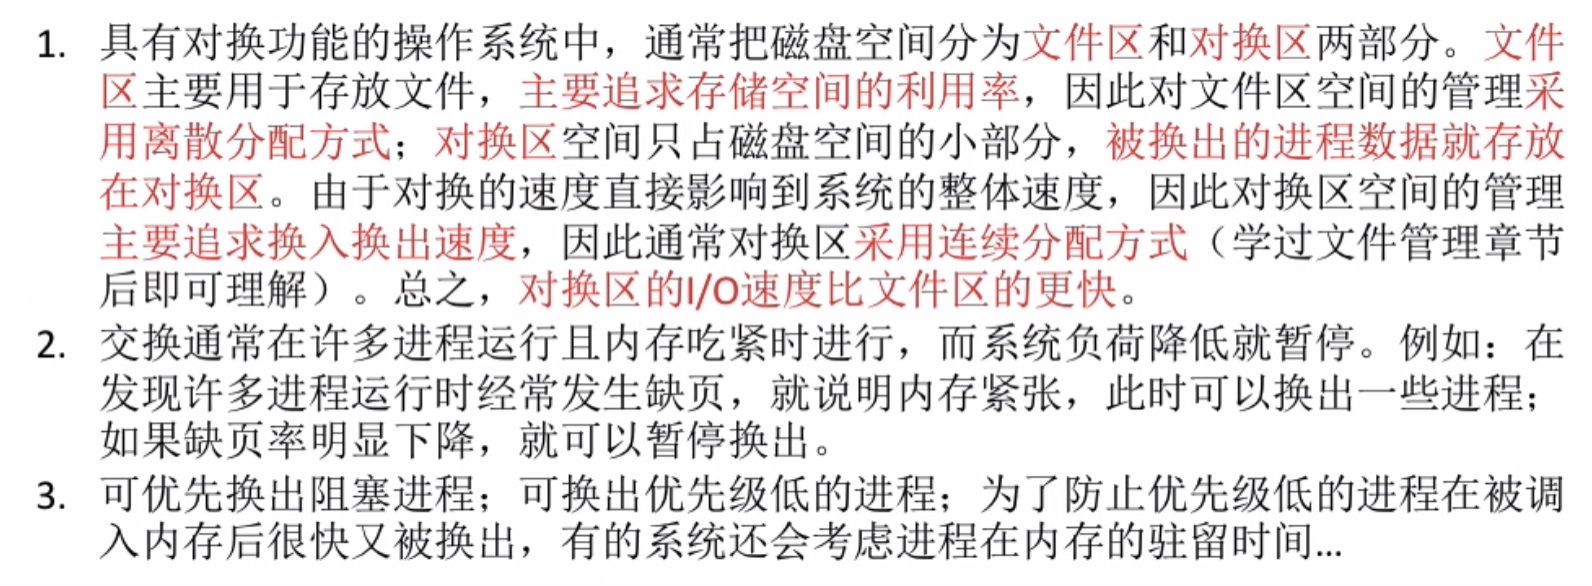 1. 具有对换功能的操作系统中，通常把磁盘空间分为文件区和对换区两部分。文件
区主要用于存放文件，主要追求存储空间的利用率，因此对文件区空间的管理采
用离散分配方式；对换区空间只占磁盘空间的小部分，被换出的进程数据就存放
在对换区。由于对换的速度直接影响到系统的整体速度，因此对换区空间的管理
主要追求换入换出速度，因此通常对换区采用连续分配方式（学过文件管理章节
后即可理解）。总之，对换区的I/O速度比文件区的更快。
2. 交换通常在许多进程运行且内存吃紧时进行，而系统负荷降低就暂停。例如：在
发现许多进程运行时经常发生缺页，就说明内存紧张，此时可以换出一些进程；
如果缺页率明显下降，就可以暂停换出。
3. 可优先换出阻塞进程；可换出优先级低的进程；为了防止优先级低的进程在被调
入内存后很快又被换出，有的系统还会考虑进程在内存的驻留时间...